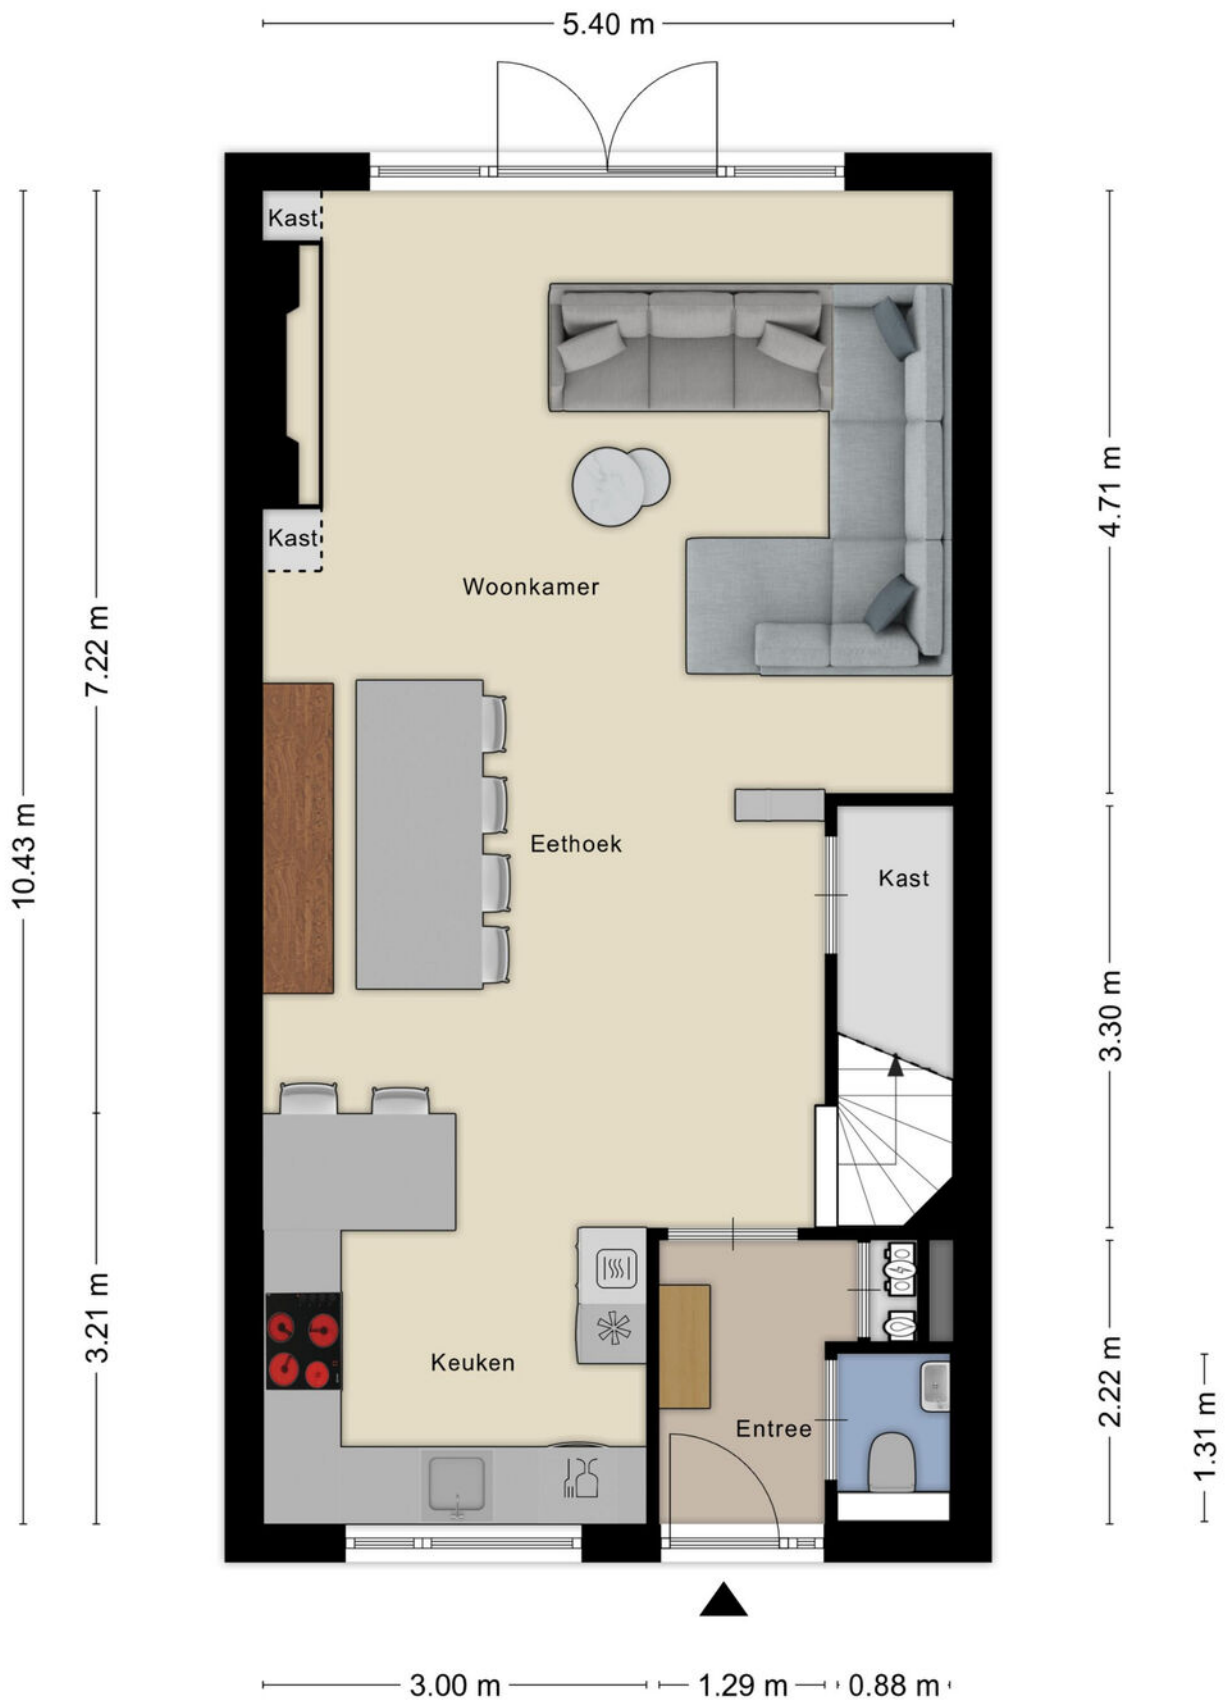 5.40 m
Kast
Kast
Woonkamer
4.71 m
7.22 m
10.43 m
Eethoek
Kast
3.30 m
3.21 m
Keuken
Entree
2.22 m
1.31 m
3.00 m
1.29 m
0.88 m